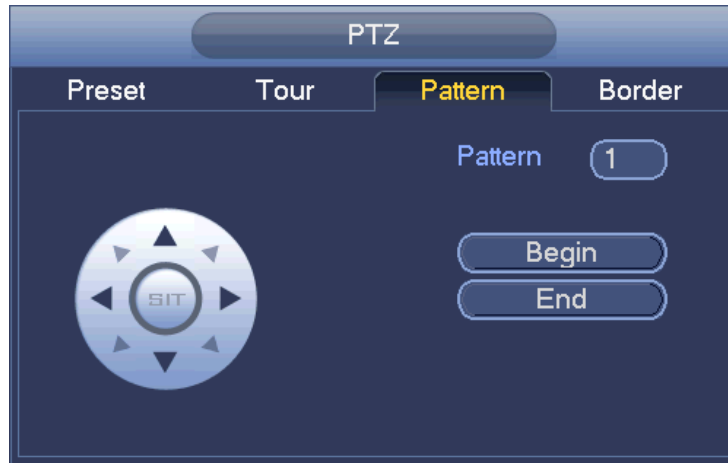 PTZ
Preset Tour Pattern Border
Pattern 1
Begin
SIT
End